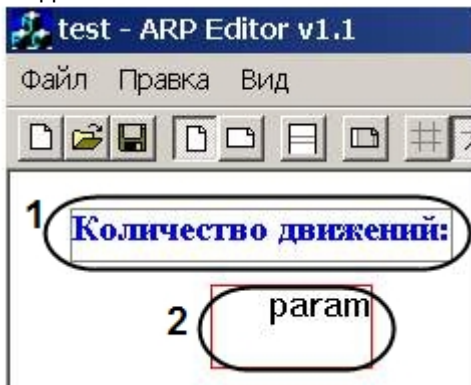 test - ARP Editor v1.1
Файл Правка Вид
1 Количество движений:
2 param